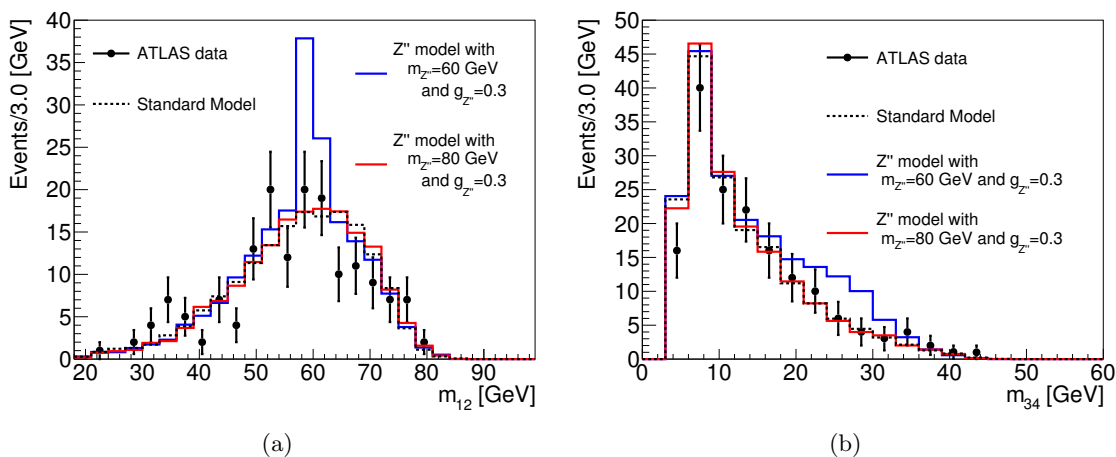 Events/3.0 [GeV]
40
35
30
25
20
15
10
5
0
ATLAS data
Standard Model
Z'' model with
m_Z''=60 GeV
and g_Z''=0.3
Z'' model with
m_Z''=80 GeV
and g_Z''=0.3
20 30 40 50 60 70 80 90
m_12 [GeV]
(a)
Events/3.0 [GeV]
50
45
40
35
30
25
20
15
10
5
0
ATLAS data
Standard Model
Z'' model with
m_Z''=60 GeV and g_Z''=0.3
Z'' model with
m_Z''=80 GeV and g_Z''=0.3
0 10 20 30 40 50 60
m_34 [GeV]
(b)